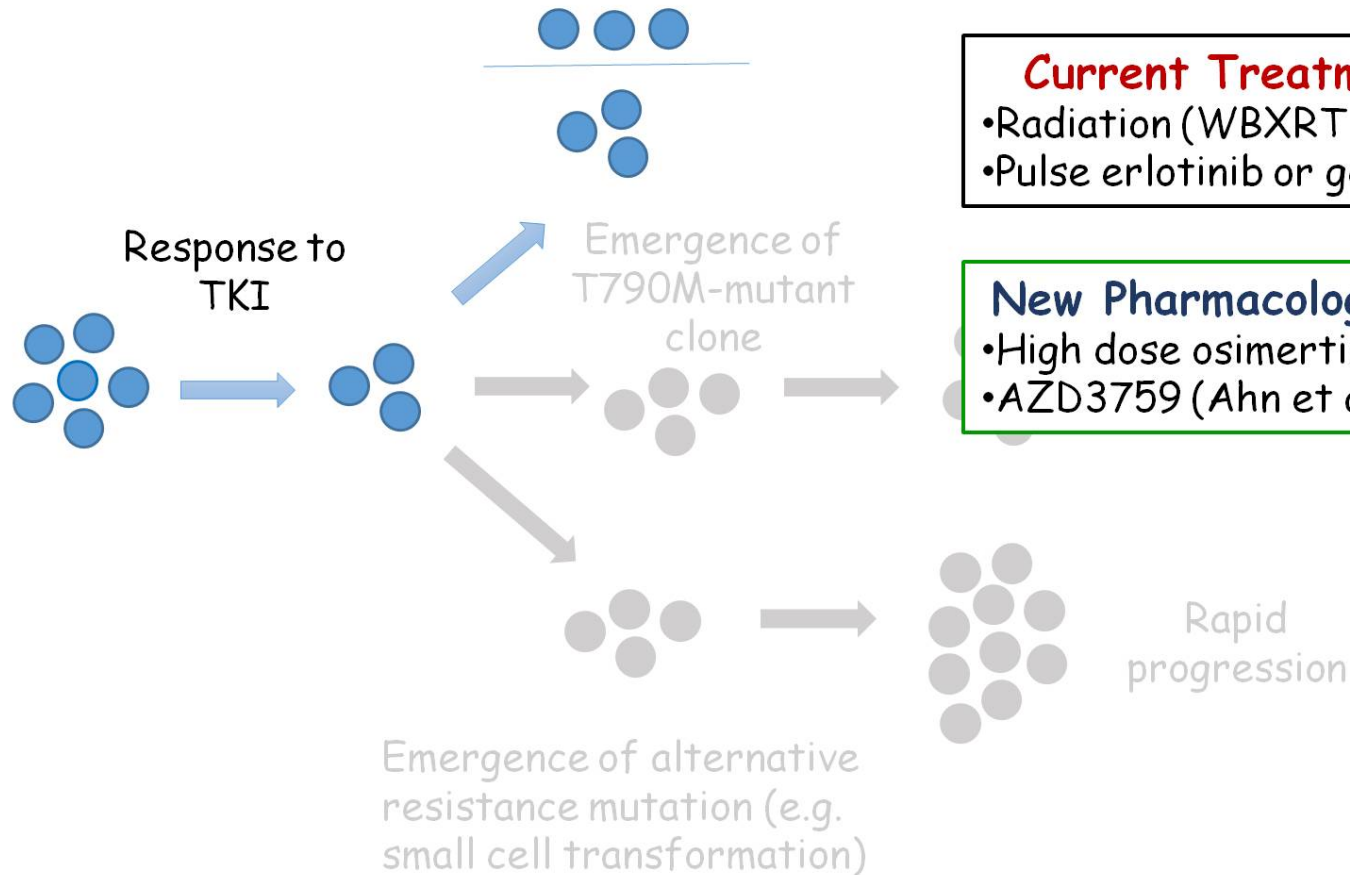 Current Treatm
•Radiation (WBXRT
•Pulse erlotinib or g
Response to
TKI
Emergence of
T790M-mutant
clone
New Pharmacolog
•High dose osimerti
•AZD3759 (Ahn et
Rapid
progression
Emergence of alternative
resistance mutation (e.g.
small cell transformation)